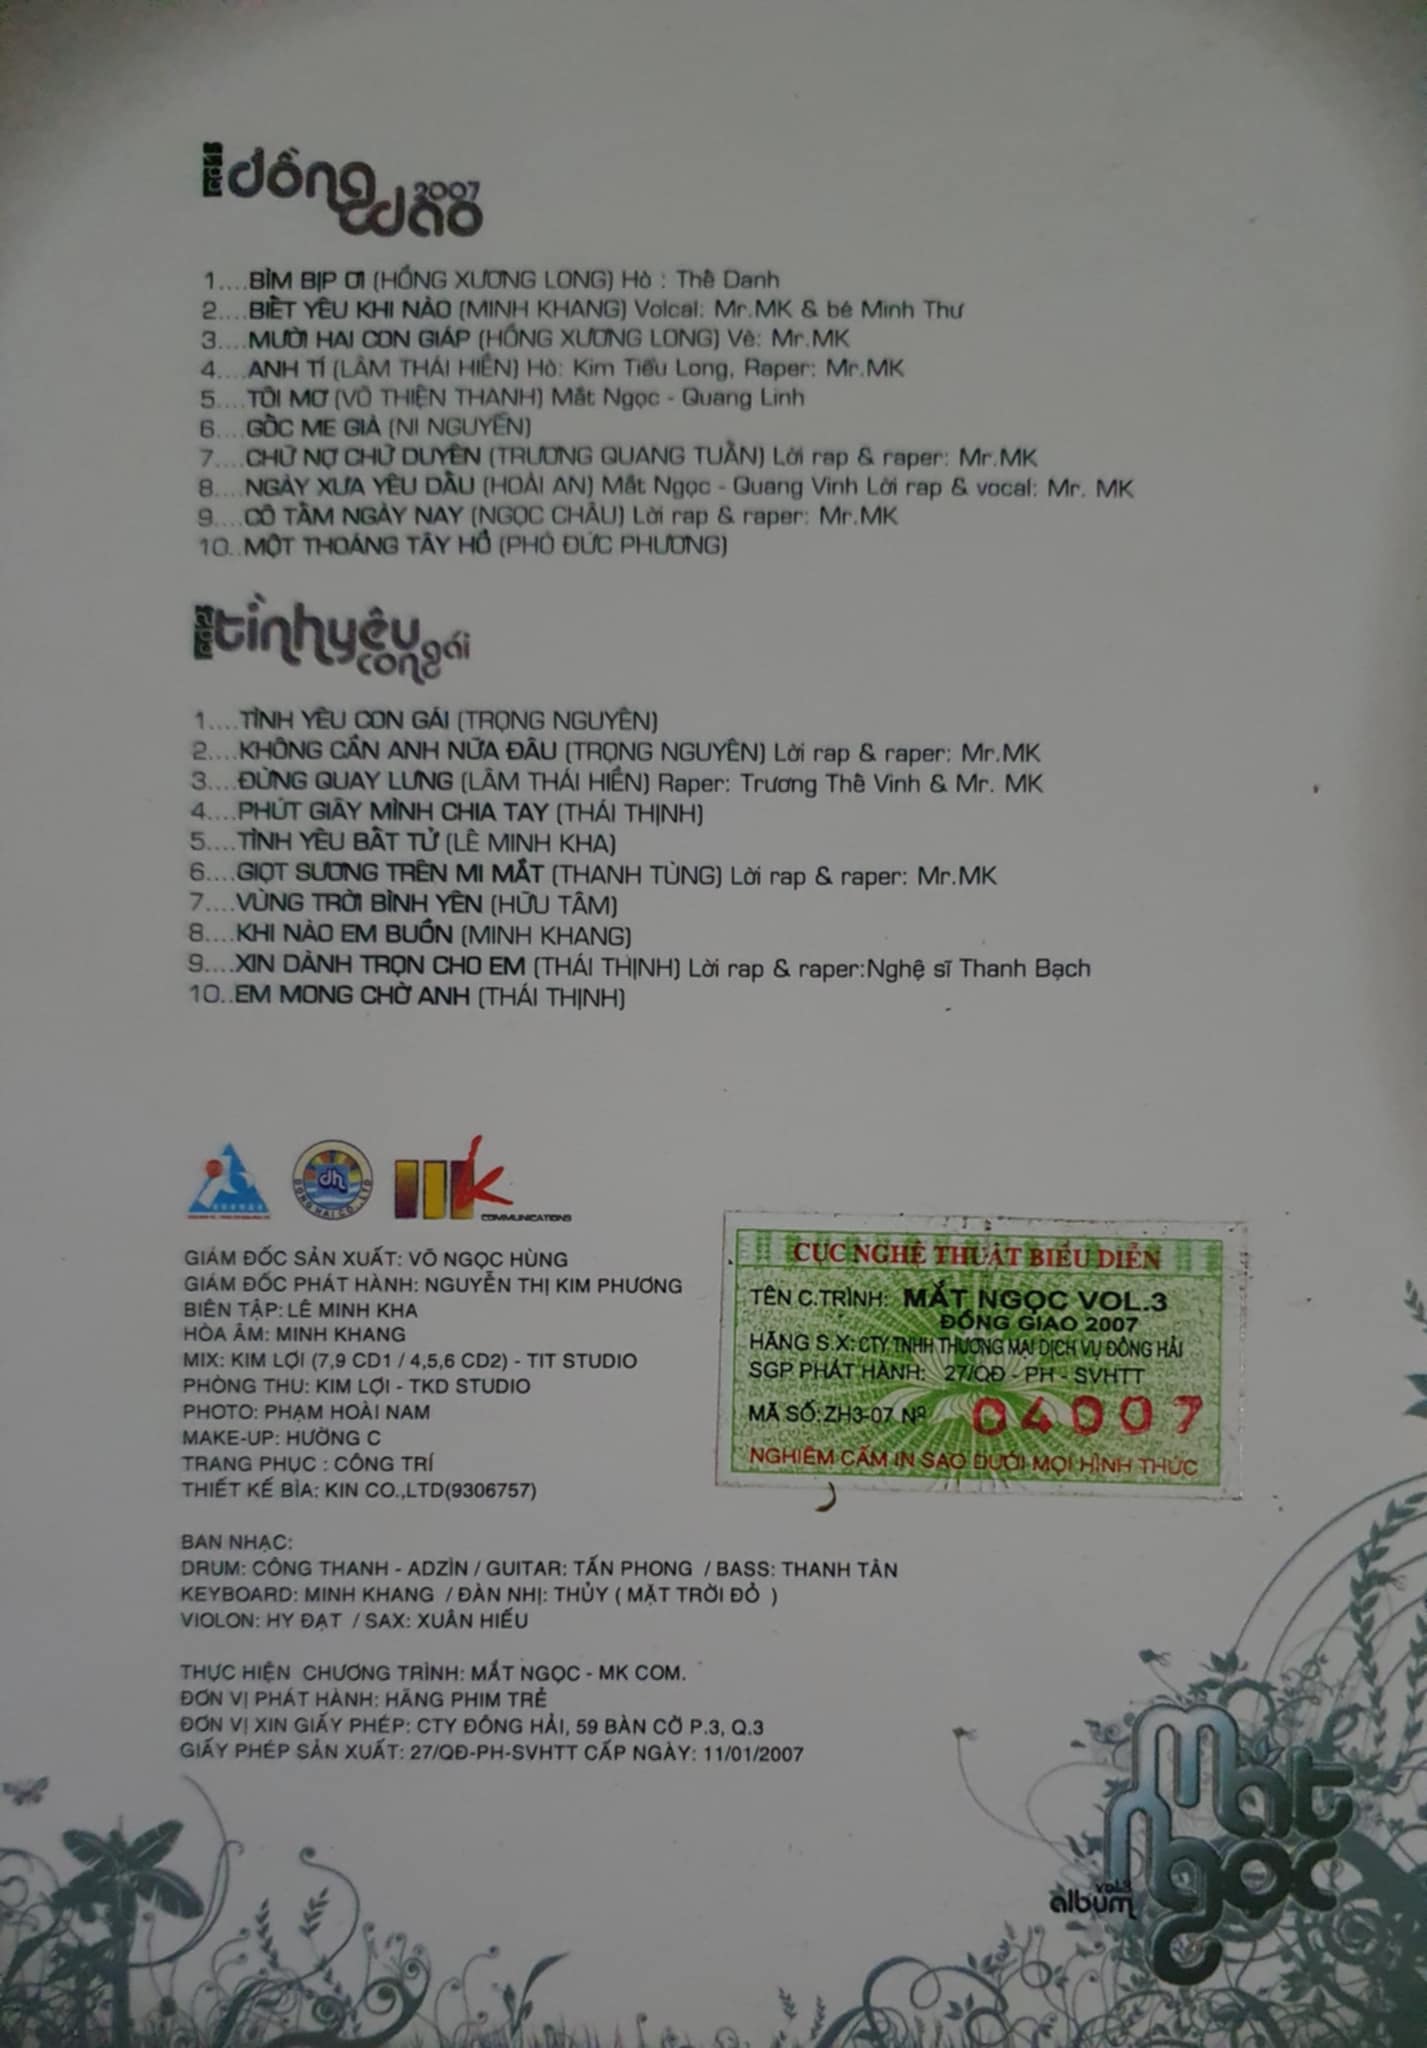 cd1 đồng dao 2007
1....BÌM BỊP ƠI (HỒNG XƯƠNG LONG) Hò : Thế Danh
2....BIẾT YÊU KHI NÀO (MINH KHANG) Volcal: Mr.MK & bé Minh Thư
3....MƯỜI HAI CON GIÁP (HỒNG XƯƠNG LONG) Vè: Mr.MK
4....ANH TÍ (LÂM THÁI HIỀN) Hò: Kim Tiểu Long, Raper: Mr.MK
5....TÔI MƠ (VÕ THIỆN THANH) Mắt Ngọc - Quang Linh
6....GỐC ME GIÀ (NI NGUYỄN)
7....CHỮ NỢ CHỮ DUYÊN (TRƯƠNG QUANG TUẤN) Lời rap & raper: Mr.MK
8....NGÀY XƯA YÊU DẤU (HOÀI AN) Mắt Ngọc - Quang Vinh Lời rap & vocal: Mr. MK
9....CÔ TẤM NGÀY NAY (NGỌC CHÂU) Lời rap & raper: Mr.MK
10..MỘT THOÁNG TÂY HỒ (PHÓ ĐỨC PHƯƠNG)
cd2 tình yêu con gái
1....TÌNH YÊU CON GÁI (TRỌNG NGUYÊN)
2....KHÔNG CẦN ANH NỮA ĐÂU (TRỌNG NGUYÊN) Lời rap & raper: Mr.MK
3....ĐỪNG QUAY LƯNG (LÂM THÁI HIỀN) Raper: Trương Thế Vinh & Mr. MK
4....PHÚT GIÂY MÌNH CHIA TAY (THÁI THỊNH)
5....TÌNH YÊU BẤT TỬ (LÊ MINH KHA)
6....GIỌT SƯƠNG TRÊN MI MẮT (THANH TÙNG) Lời rap & raper: Mr.MK
7....VÙNG TRỜI BÌNH YÊN (HỮU TÂM)
8....KHI NÀO EM BUỒN (MINH KHANG)
9....XIN DÀNH TRỌN CHO EM (THÁI THỊNH) Lời rap & raper:Nghệ sĩ Thanh Bạch
10..EM MONG CHỜ ANH (THÁI THỊNH)
dh
DONG HAI CO., LTD
k
COMMUNICATIONS
GIÁM ĐỐC SẢN XUẤT: VÕ NGỌC HÙNG
GIÁM ĐỐC PHÁT HÀNH: NGUYỄN THỊ KIM PHƯƠNG
BIÊN TẬP: LÊ MINH KHA
HÒA ÂM: MINH KHANG
MIX: KIM LỢI (7,9 CD1 / 4,5,6 CD2) - TIT STUDIO
PHÒNG THU: KIM LỢI - TKD STUDIO
PHOTO: PHẠM HOÀI NAM
MAKE-UP: HƯỜNG C
TRANG PHỤC : CÔNG TRÍ
THIẾT KẾ BÌA: KIN CO.,LTD(9306757)
CỤC NGHỆ THUẬT BIỂU DIỄN
TÊN C.TRÌNH: MẮT NGỌC VOL.3
ĐỒNG GIAO 2007
HÃNG S.X: CTY TNHH THƯƠNG MẠI DỊCH VỤ ĐÔNG HẢI
SGP PHÁT HÀNH: 27/QĐ - PH - SVHTT
MÃ SỐ:ZH3-07 Nº 04007
NGHIÊM CẤM IN SAO DƯỚI MỌI HÌNH THỨC
BAN NHẠC:
DRUM: CÔNG THANH - ADZÌN / GUITAR: TẤN PHONG / BASS: THANH TÂN
KEYBOARD: MINH KHANG / ĐÀN NHỊ: THỦY ( MẶT TRỜI ĐỎ )
VIOLON: HY ĐẠT / SAX: XUÂN HIẾU
THỰC HIỆN CHƯƠNG TRÌNH: MẮT NGỌC - MK COM.
ĐƠN VỊ PHÁT HÀNH: HÃNG PHIM TRẺ
ĐƠN VỊ XIN GIẤY PHÉP: CTY ĐÔNG HẢI, 59 BÀN CỜ P.3, Q.3
GIẤY PHÉP SẢN XUẤT: 27/QĐ-PH-SVHTT CẤP NGÀY: 11/01/2007
Mắt
Ngọc
vol.3
album